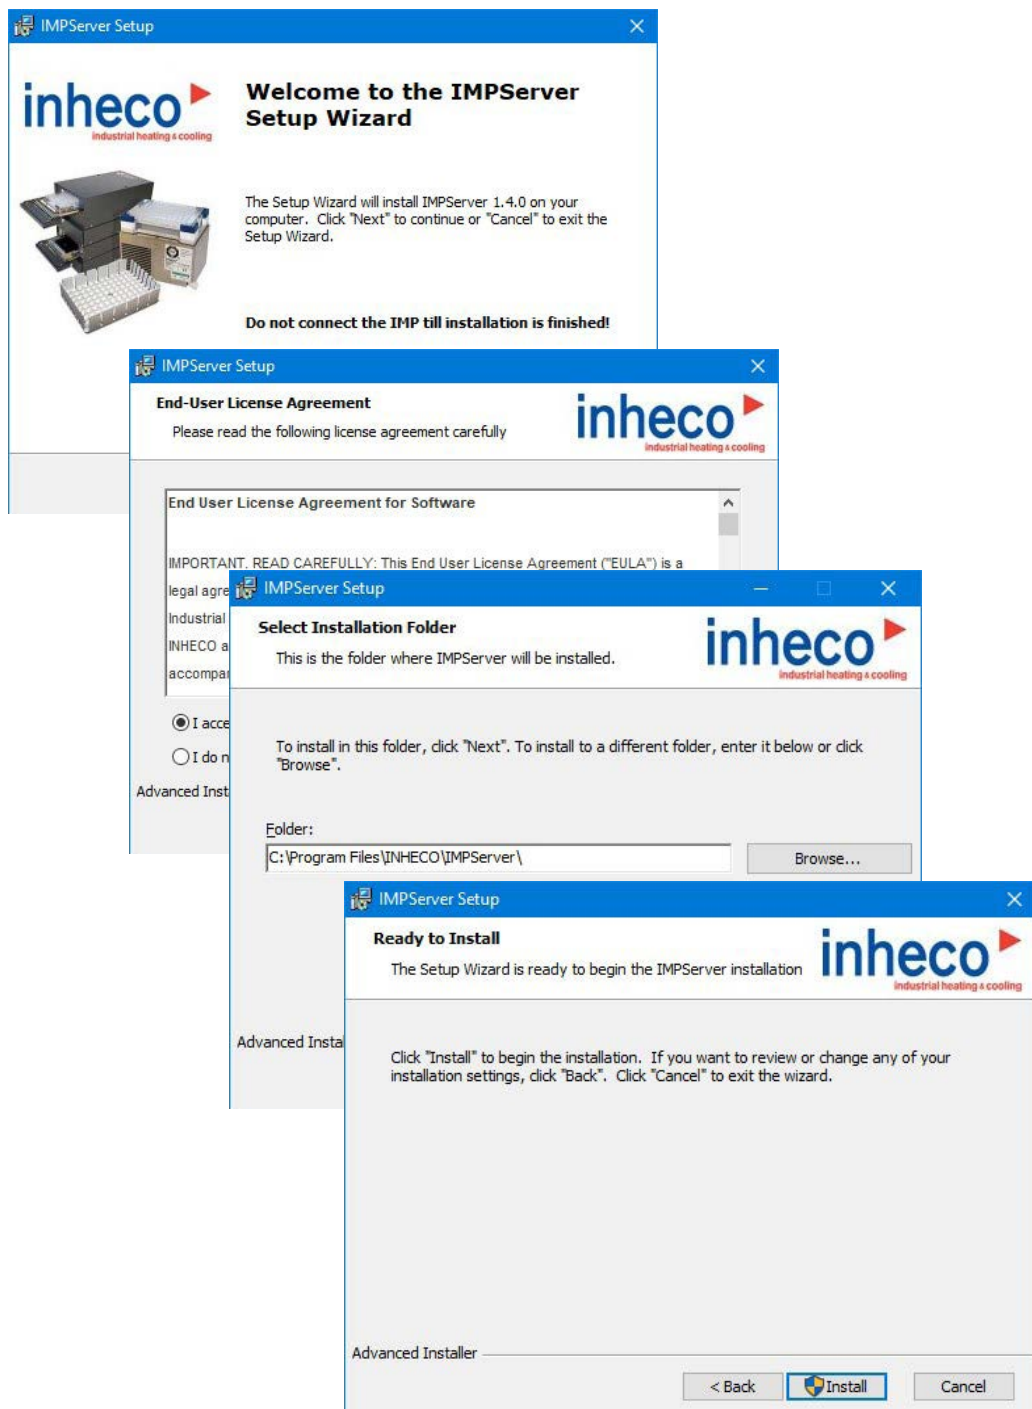 IMPServer Setup
inheco
industrial heating & cooling
Welcome to the IMPServer
Setup Wizard
The Setup Wizard will install IMPServer 1.4.0 on your
computer. Click "Next" to continue or "Cancel" to exit the
Setup Wizard.
Do not connect the IMP till installation is finished!
IMPServer Setup
End-User License Agreement
Please read the following license agreement carefully
inheco
industrial heating & cooling
End User License Agreement for Software
IMPORTANT. READ CAREFULLY: This End User License Agreement ("EULA") is a
legal agre
Industrial
INHECO a
accompa
I acce
I do n
Advanced Inst
IMPServer Setup
Select Installation Folder
This is the folder where IMPServer will be installed.
inheco
industrial heating & cooling
To install in this folder, click "Next". To install to a different folder, enter it below or click
"Browse".
Folder:
C:\Program Files\INHECO\IMPServer\
Browse...
Advanced Instal
IMPServer Setup
Ready to Install
The Setup Wizard is ready to begin the IMPServer installation
inheco
industrial heating & cooling
Click "Install" to begin the installation. If you want to review or change any of your
installation settings, click "Back". Click "Cancel" to exit the wizard.
Advanced Installer
< Back
Install
Cancel